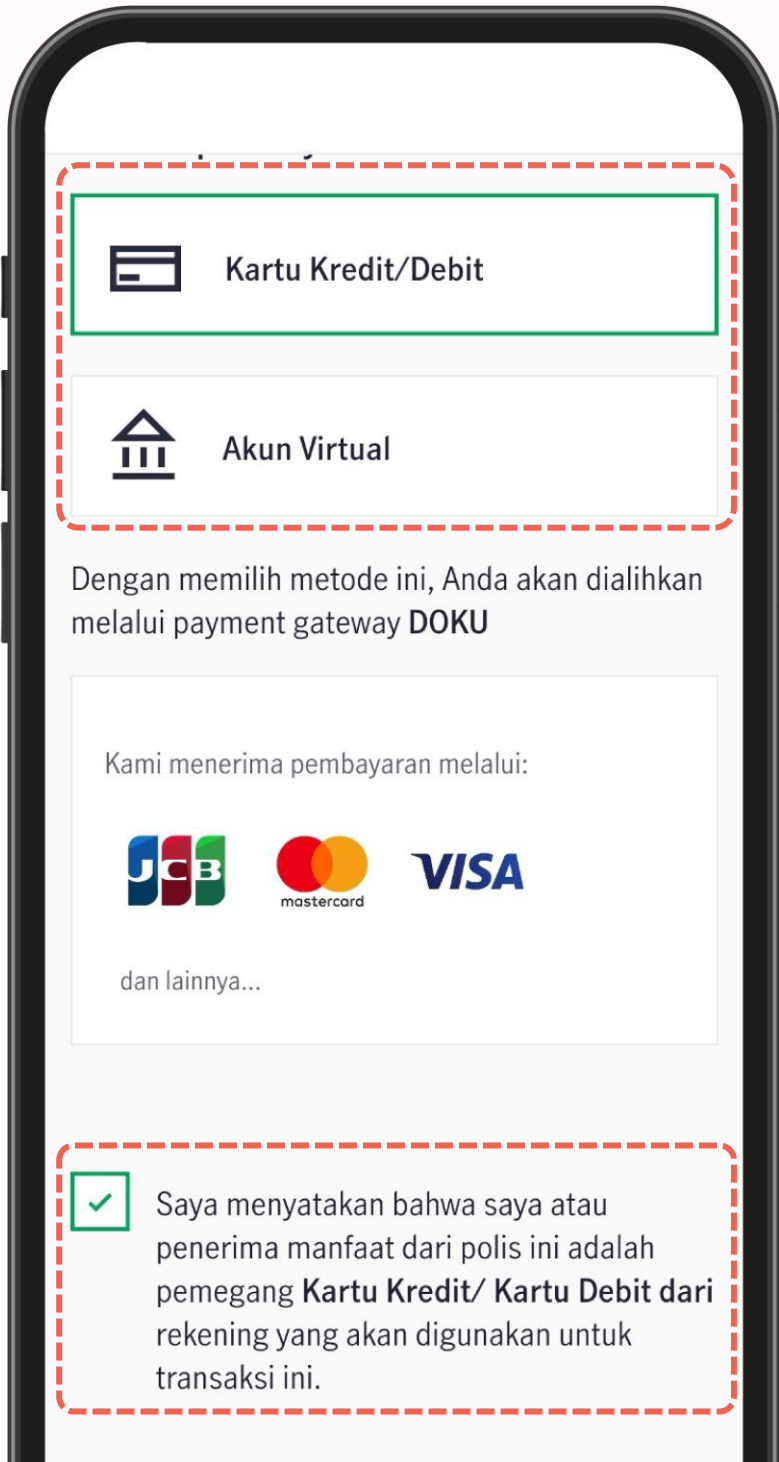 Kartu Kredit/Debit
Akun Virtual
Dengan memilih metode ini, Anda akan dialihkan
melalui payment gateway DOKU
Kami menerima pembayaran melalui:
JCB mastercard VISA
dan lainnya...
Saya menyatakan bahwa saya atau
penerima manfaat dari polis ini adalah
pemegang Kartu Kredit/ Kartu Debit dari
rekening yang akan digunakan untuk
transaksi ini.